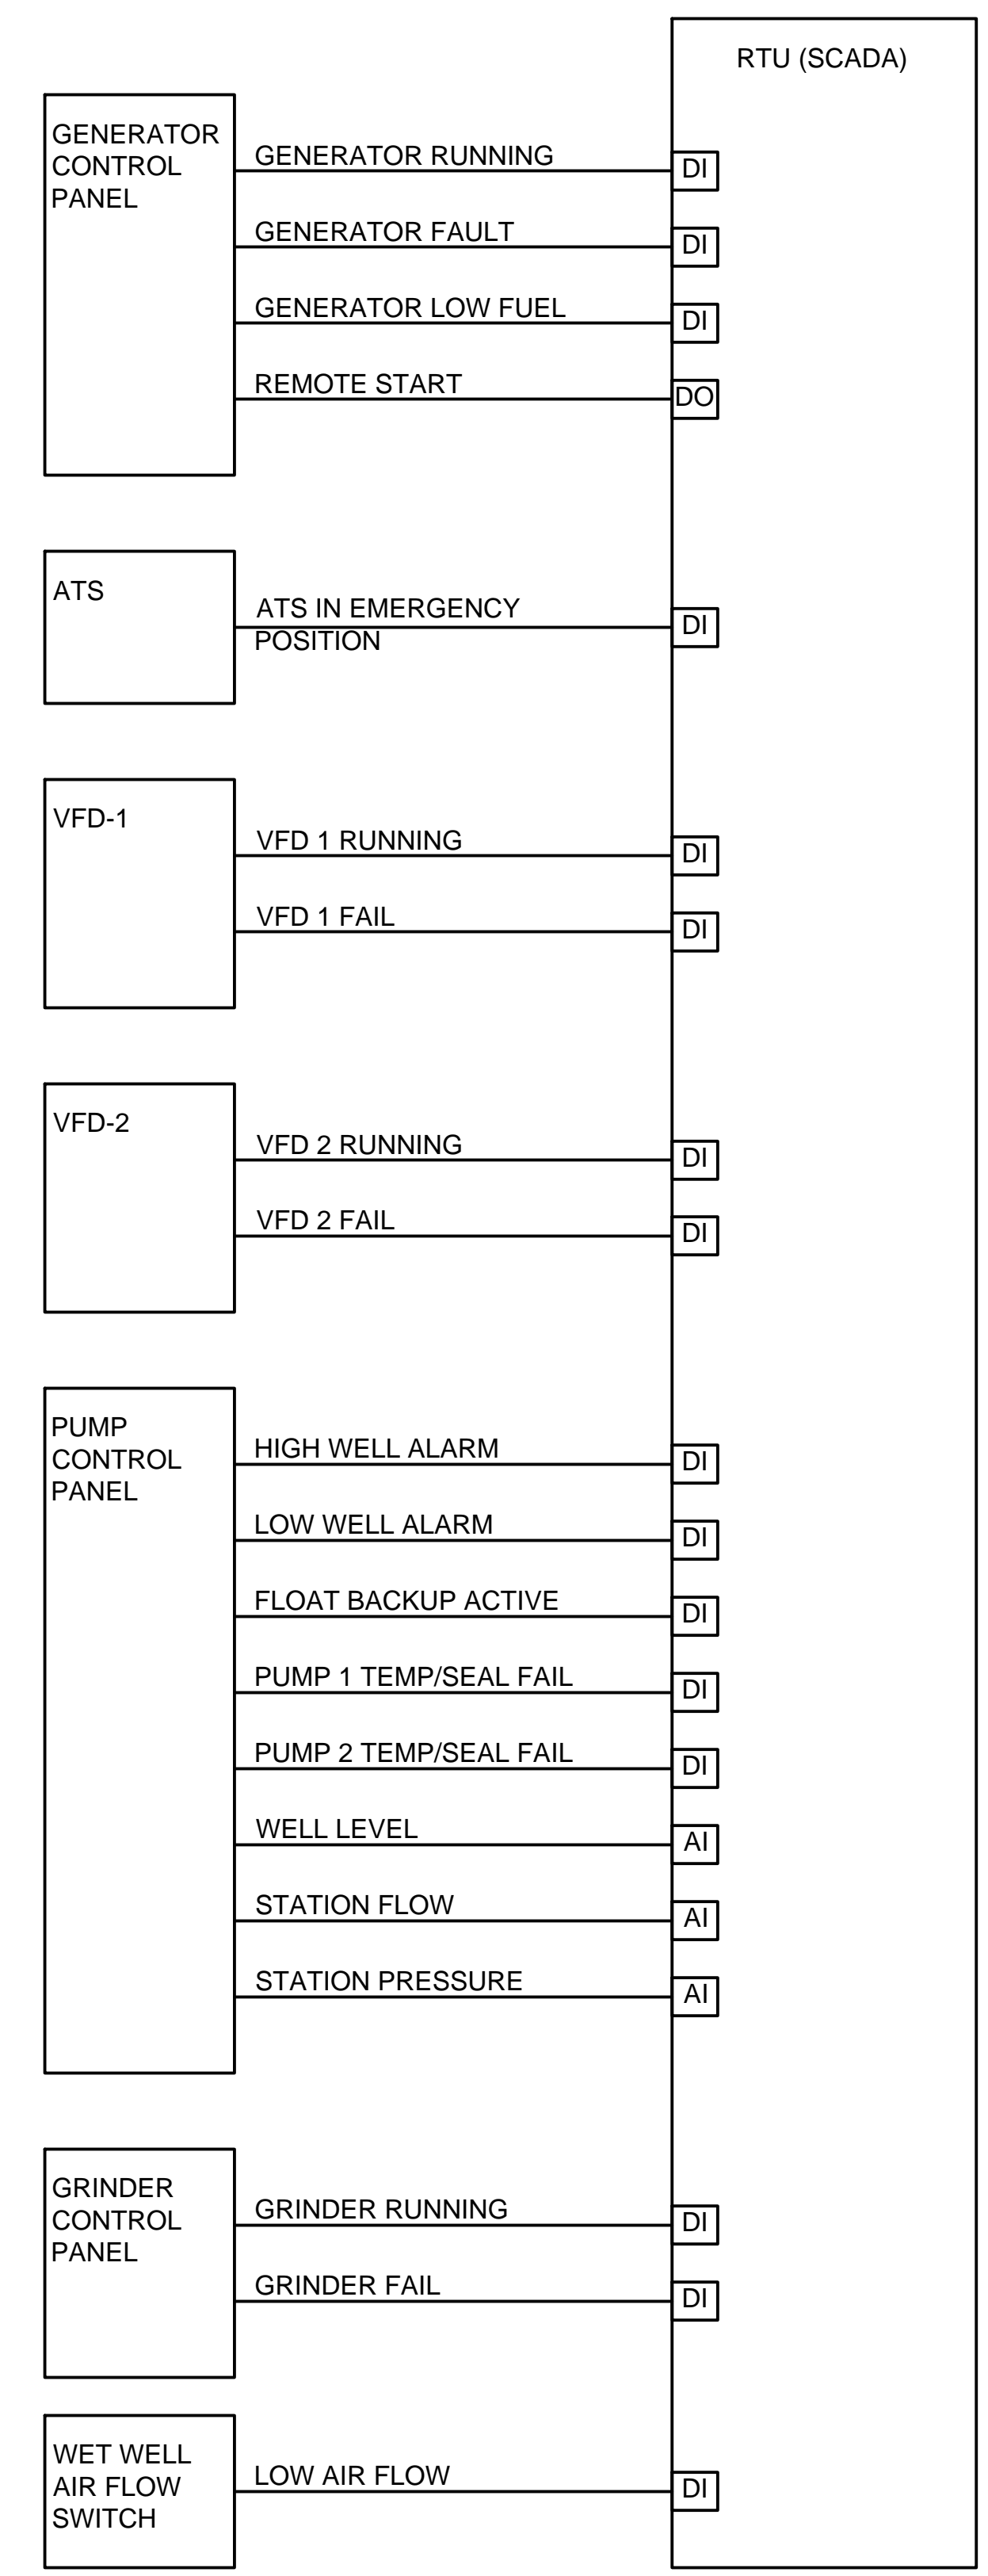 RTU (SCADA)
GENERATOR
CONTROL
PANEL
GENERATOR RUNNING
DI
GENERATOR FAULT
DI
GENERATOR LOW FUEL
DI
REMOTE START
DO
ATS
ATS IN EMERGENCY
POSITION
DI
VFD-1
VFD 1 RUNNING
DI
VFD 1 FAIL
DI
VFD-2
VFD 2 RUNNING
DI
VFD 2 FAIL
DI
PUMP
CONTROL
PANEL
HIGH WELL ALARM
DI
LOW WELL ALARM
DI
FLOAT BACKUP ACTIVE
DI
PUMP 1 TEMP/SEAL FAIL
DI
PUMP 2 TEMP/SEAL FAIL
DI
WELL LEVEL
AI
STATION FLOW
AI
STATION PRESSURE
AI
GRINDER
CONTROL
PANEL
GRINDER RUNNING
DI
GRINDER FAIL
DI
WET WELL
AIR FLOW
SWITCH
LOW AIR FLOW
DI